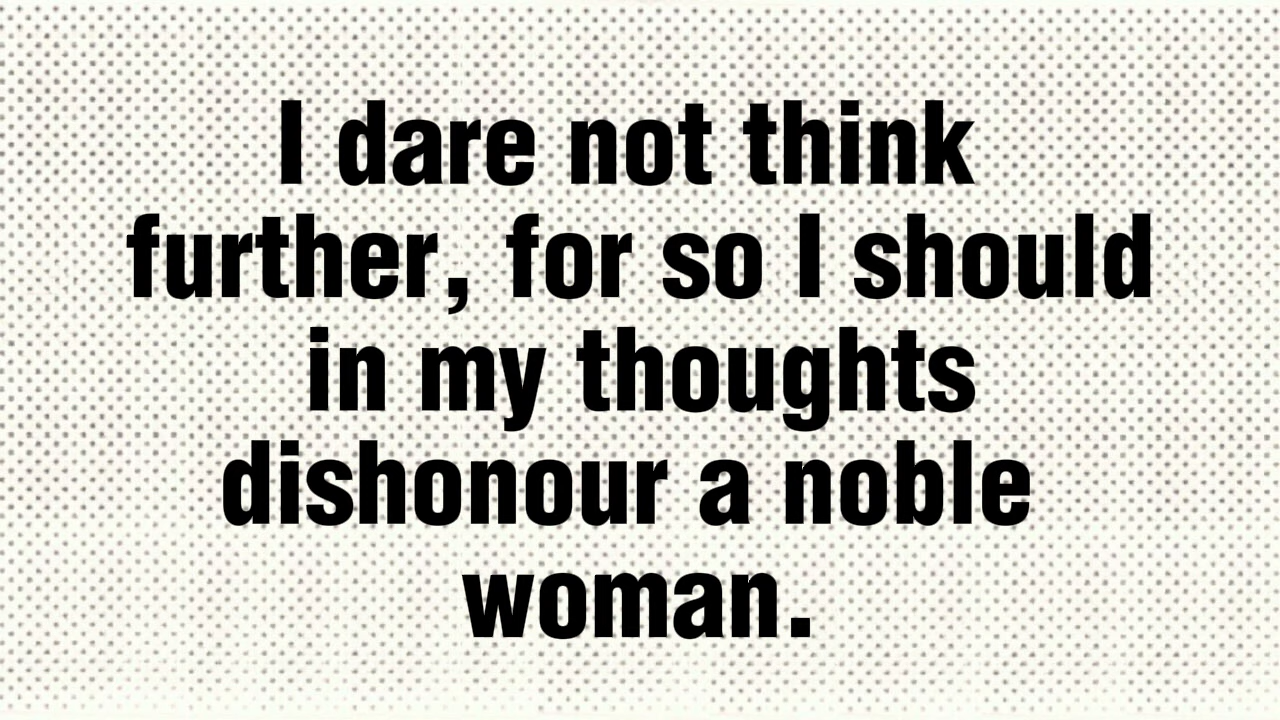 I dare not think
further, for so I should
in my thoughts
dishonour a noble
woman.